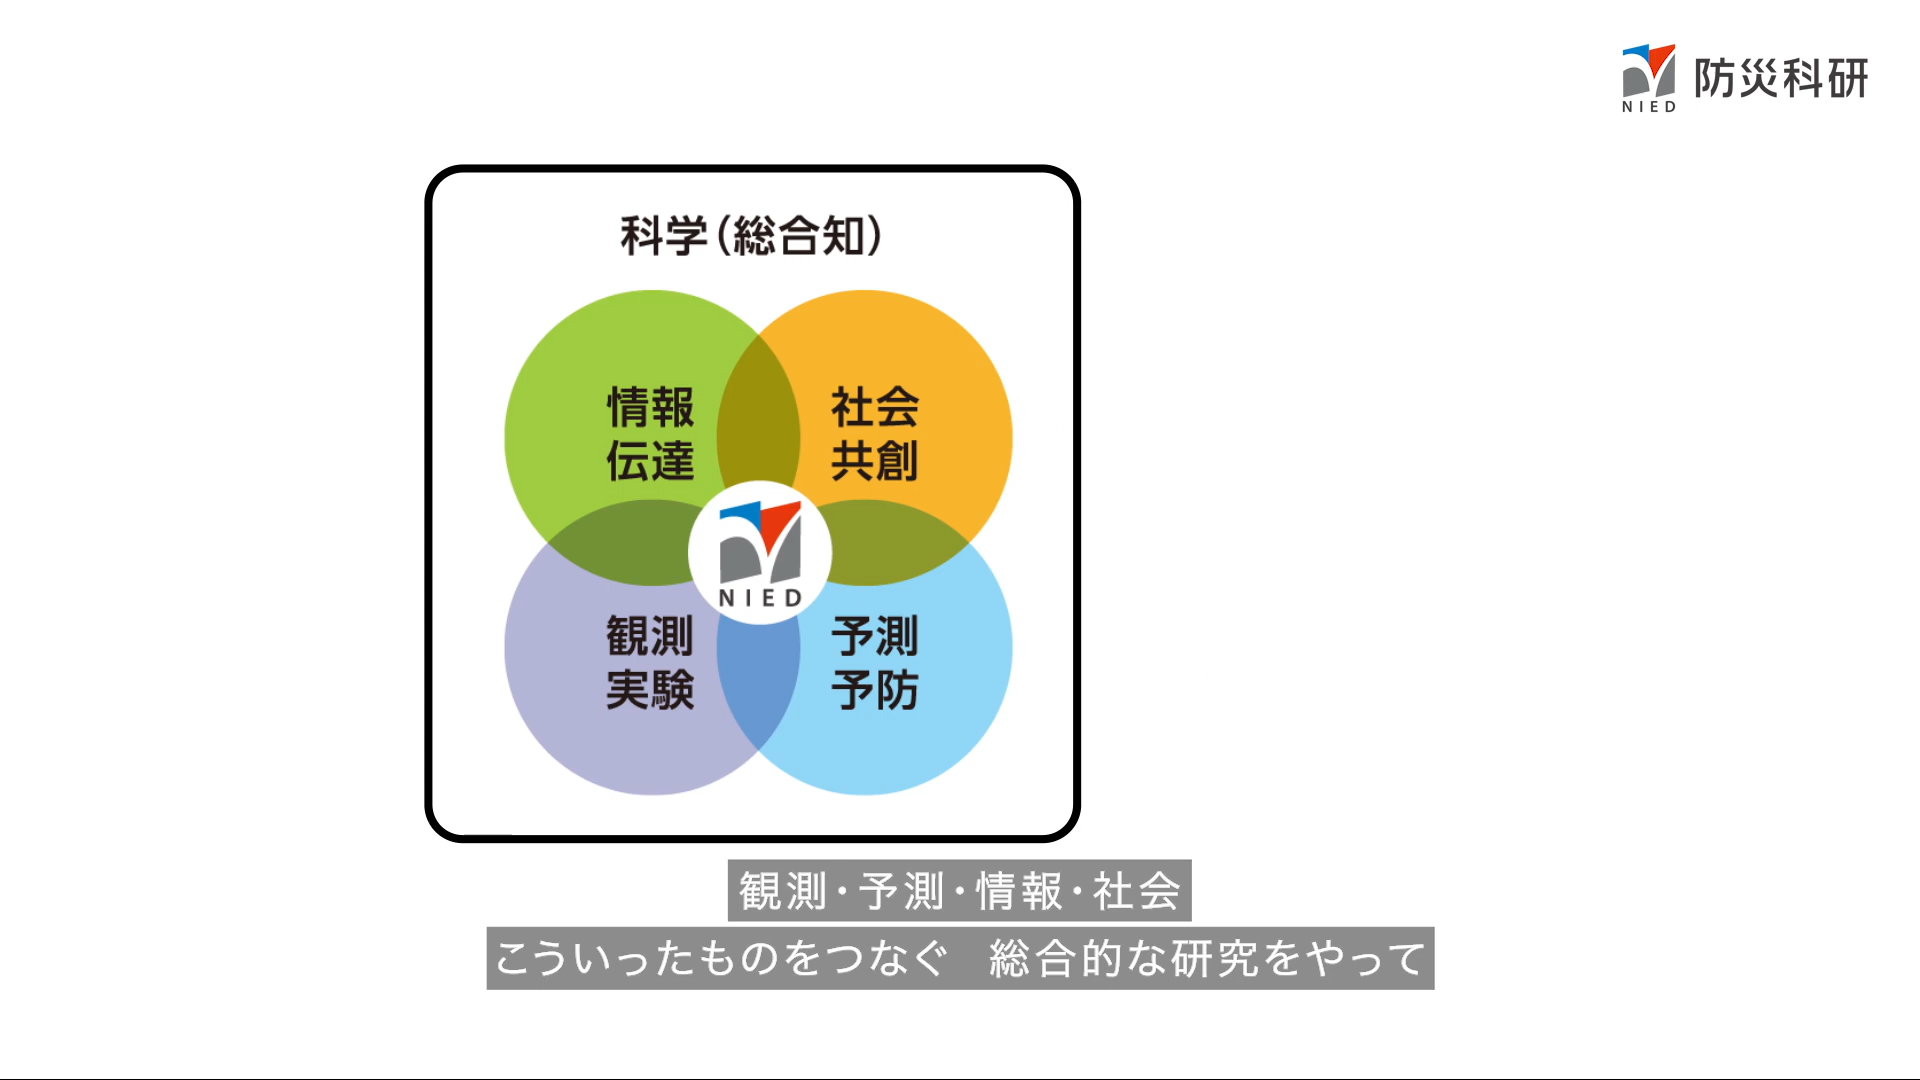 NIED 防災科研
科学(総合知)
情報
伝達
社会
共創
NIED
観測
実験
予測
予防
観測・予測・情報・社会
こういったものをつなぐ　総合的な研究をやって